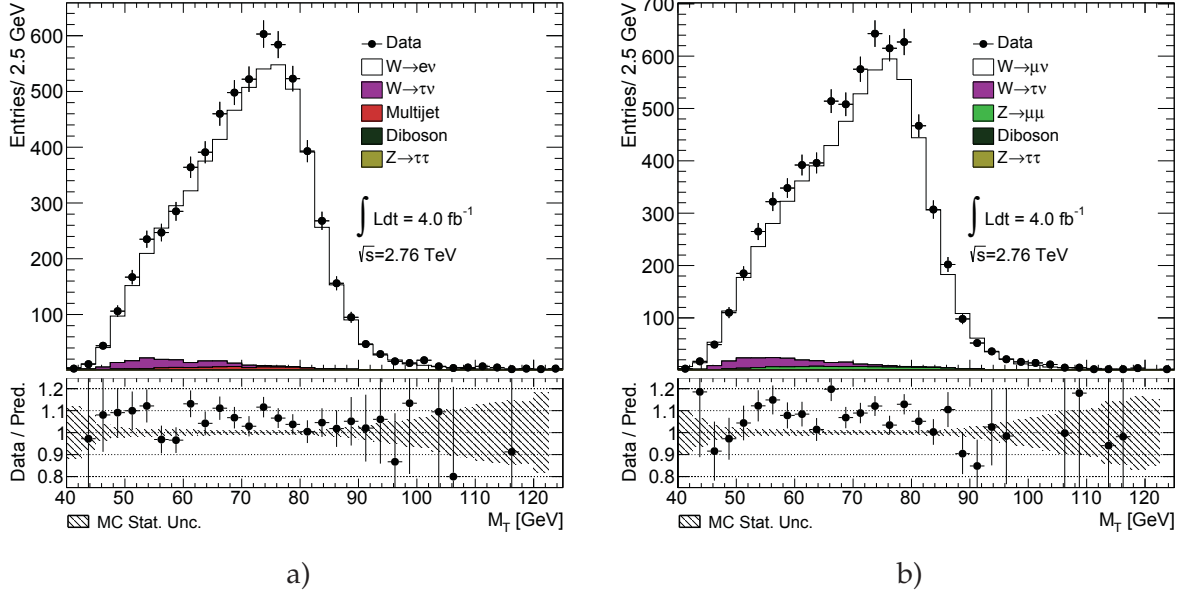 Entries/ 2.5 GeV
600
500
400
300
200
100
Data
W→eν
W→τν
Multijet
Diboson
Z→ττ
∫ Ldt = 4.0 fb⁻¹
√s=2.76 TeV
Data / Pred.
1.2
1.1
1
0.9
0.8
40 50 60 70 80 90 100 110 120
MC Stat. Unc.
M_T [GeV]
a)
Entries/ 2.5 GeV
700
600
500
400
300
200
100
Data
W→μν
W→τν
Z→μμ
Diboson
Z→ττ
∫ Ldt = 4.0 fb⁻¹
√s=2.76 TeV
Data / Pred.
1.2
1.1
1
0.9
0.8
40 50 60 70 80 90 100 110 120
MC Stat. Unc.
M_T [GeV]
b)